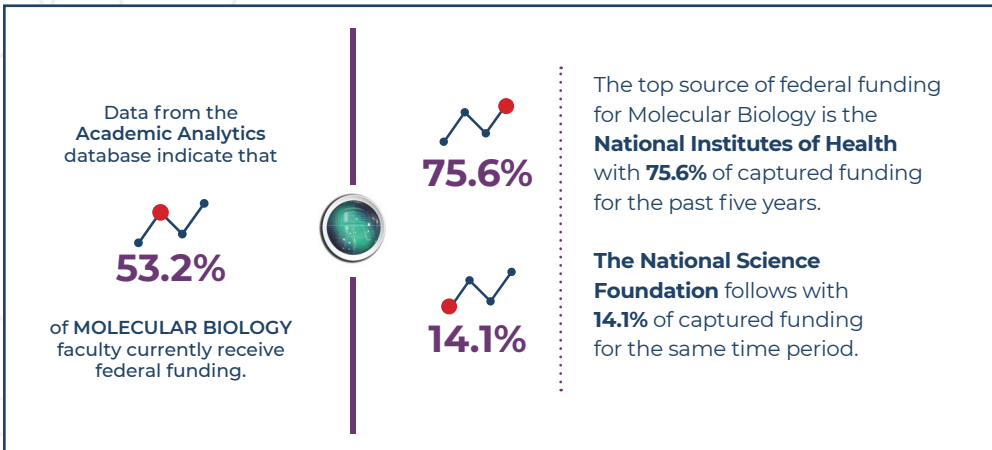 Data from the
Academic Analytics
database indicate that
53.2%
of MOLECULAR BIOLOGY
faculty currently receive
federal funding.
75.6%
The top source of federal funding
for Molecular Biology is the
National Institutes of Health
with 75.6% of captured funding
for the past five years.
14.1%
The National Science
Foundation follows with
14.1% of captured funding
for the same time period.